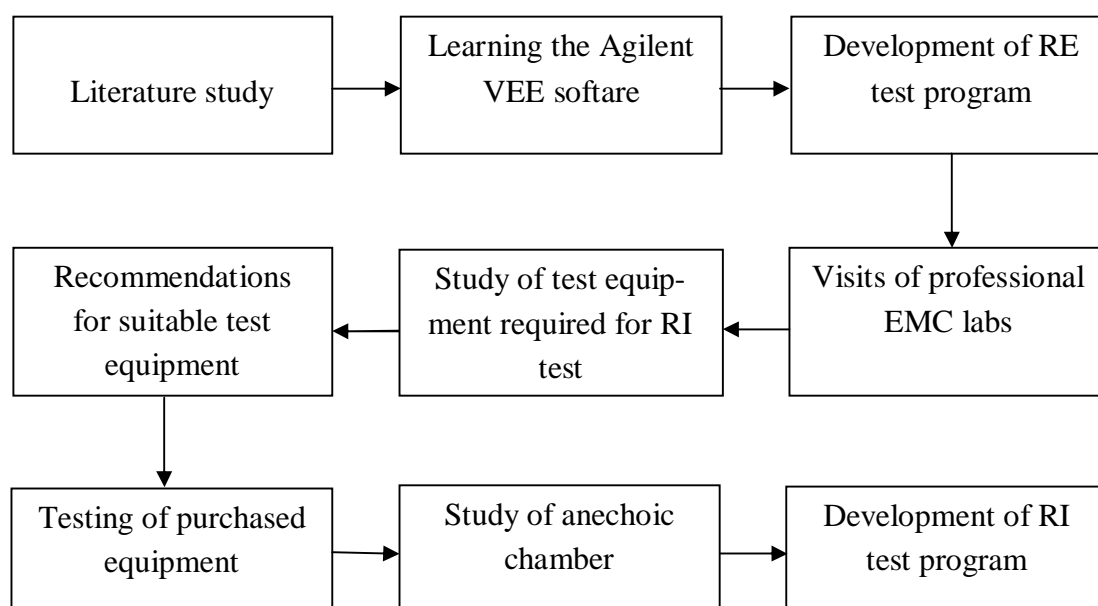 Literature study
Learning the Agilent
VEE softare
Development of RE
test program
Visits of professional
EMC labs
Study of test equip-
ment required for RI
test
Recommendations
for suitable test
equipment
Testing of purchased
equipment
Study of anechoic
chamber
Development of RI
test program